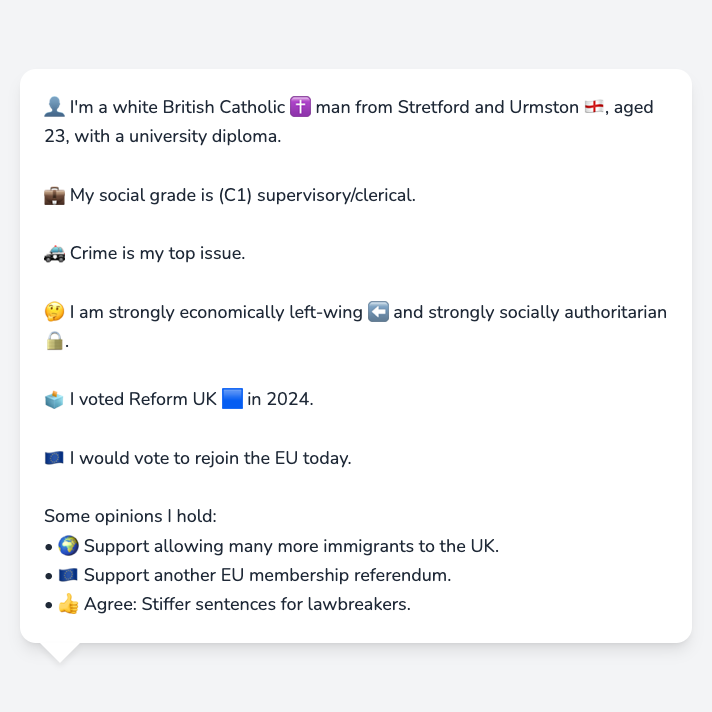 👤 I'm a white British Catholic ✝️ man from Stretford and Urmston 🏴󠁧󠁢󠁥󠁮󠁧󠁿, aged
23, with a university diploma.
💼 My social grade is (C1) supervisory/clerical.
🚓 Crime is my top issue.
🤔 I am strongly economically left-wing ⬅️ and strongly socially authoritarian
🔒.
🗳️ I voted Reform UK 🟦 in 2024.
🇪🇺 I would vote to rejoin the EU today.
Some opinions I hold:
• 🌍 Support allowing many more immigrants to the UK.
• 🇪🇺 Support another EU membership referendum.
• 👍 Agree: Stiffer sentences for lawbreakers.